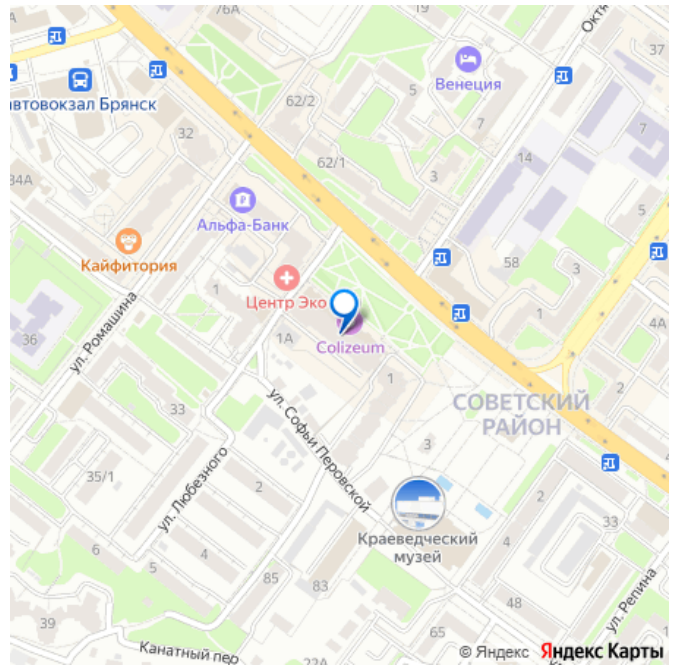 76А
19
Октя
37
Венеция
автовокзал Брянск
62/2
5
7
7
32
62/1
14
3
34А
5
Альфа-Банк
58
3
Кайфитория
1
Центр Эко
4А
ул. Ромашина
36
1А
Colizeum
1
2
СОВЕТСКИЙ
РАЙОН
33
ул. Софьи Перовской
3
35/1
ул. Любезного
2
2
33
Краеведческий
музей
4
6
5
4
85
83
48
ул. Репина
39
65
Канатный пер
22А
© Яндекс Яндекс Карты